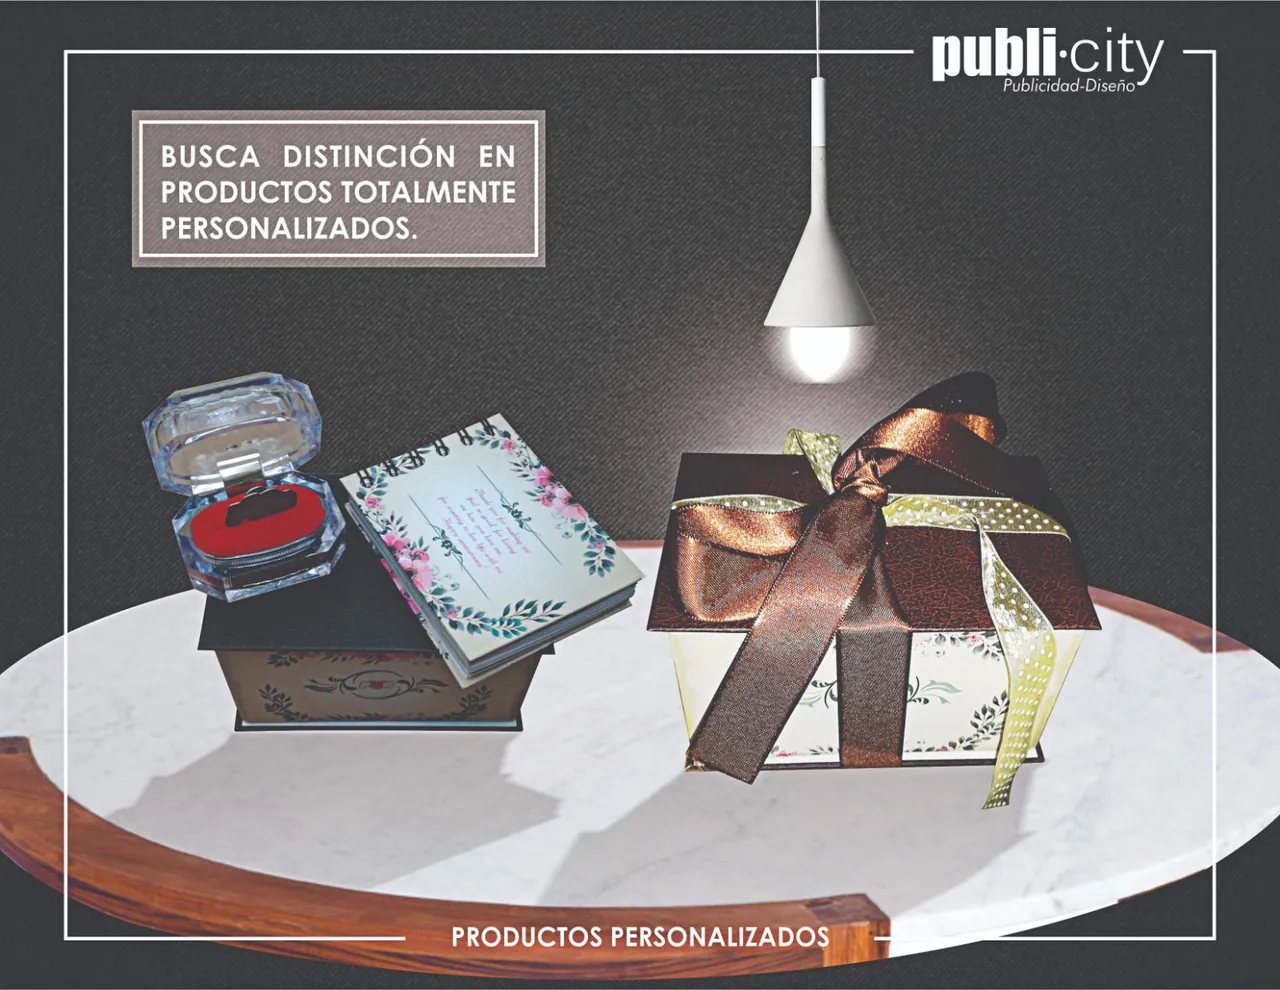 publi·city
Publicidad-Diseño
BUSCA DISTINCIÓN EN
PRODUCTOS TOTALMENTE
PERSONALIZADOS.
PRODUCTOS PERSONALIZADOS